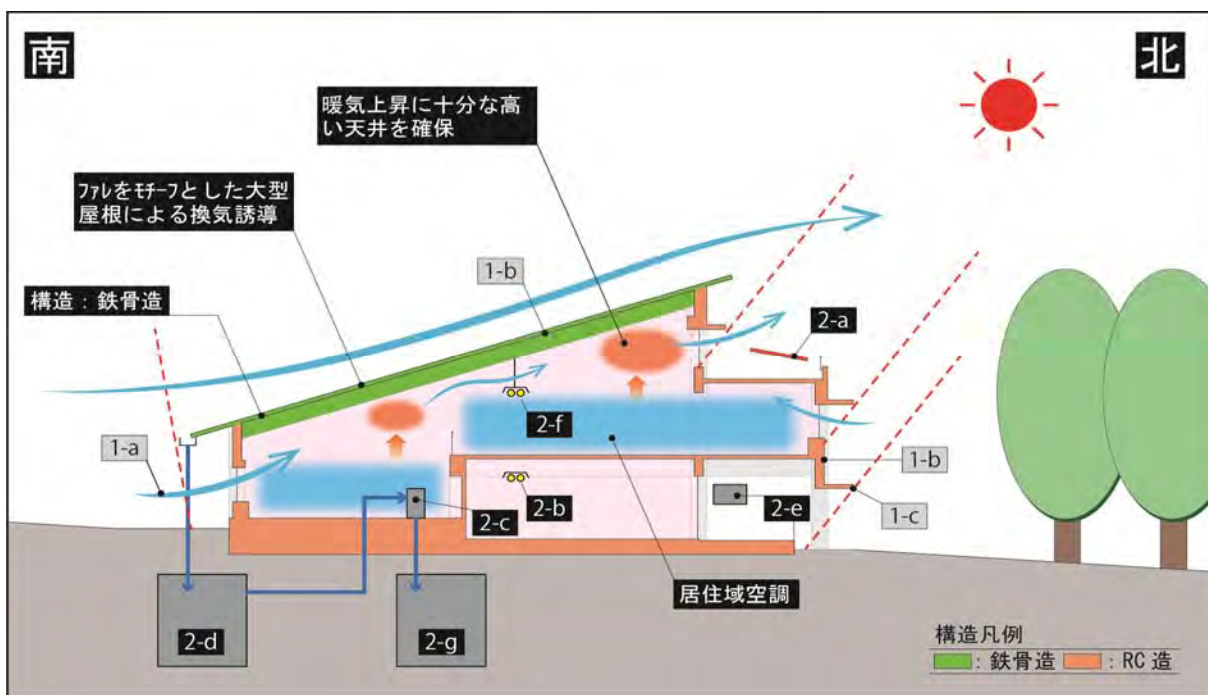 南
北
暖気上昇に十分な高
い天井を確保
ﾌｧﾚをﾓﾁｰﾌとした大型
屋根による換気誘導
1-b
構造：鉄骨造
2-a
2-f
1-a
1-b
2-b
2-c
2-e
1-c
居住域空調
2-d
2-g
構造凡例
：鉄骨造 ：RC 造